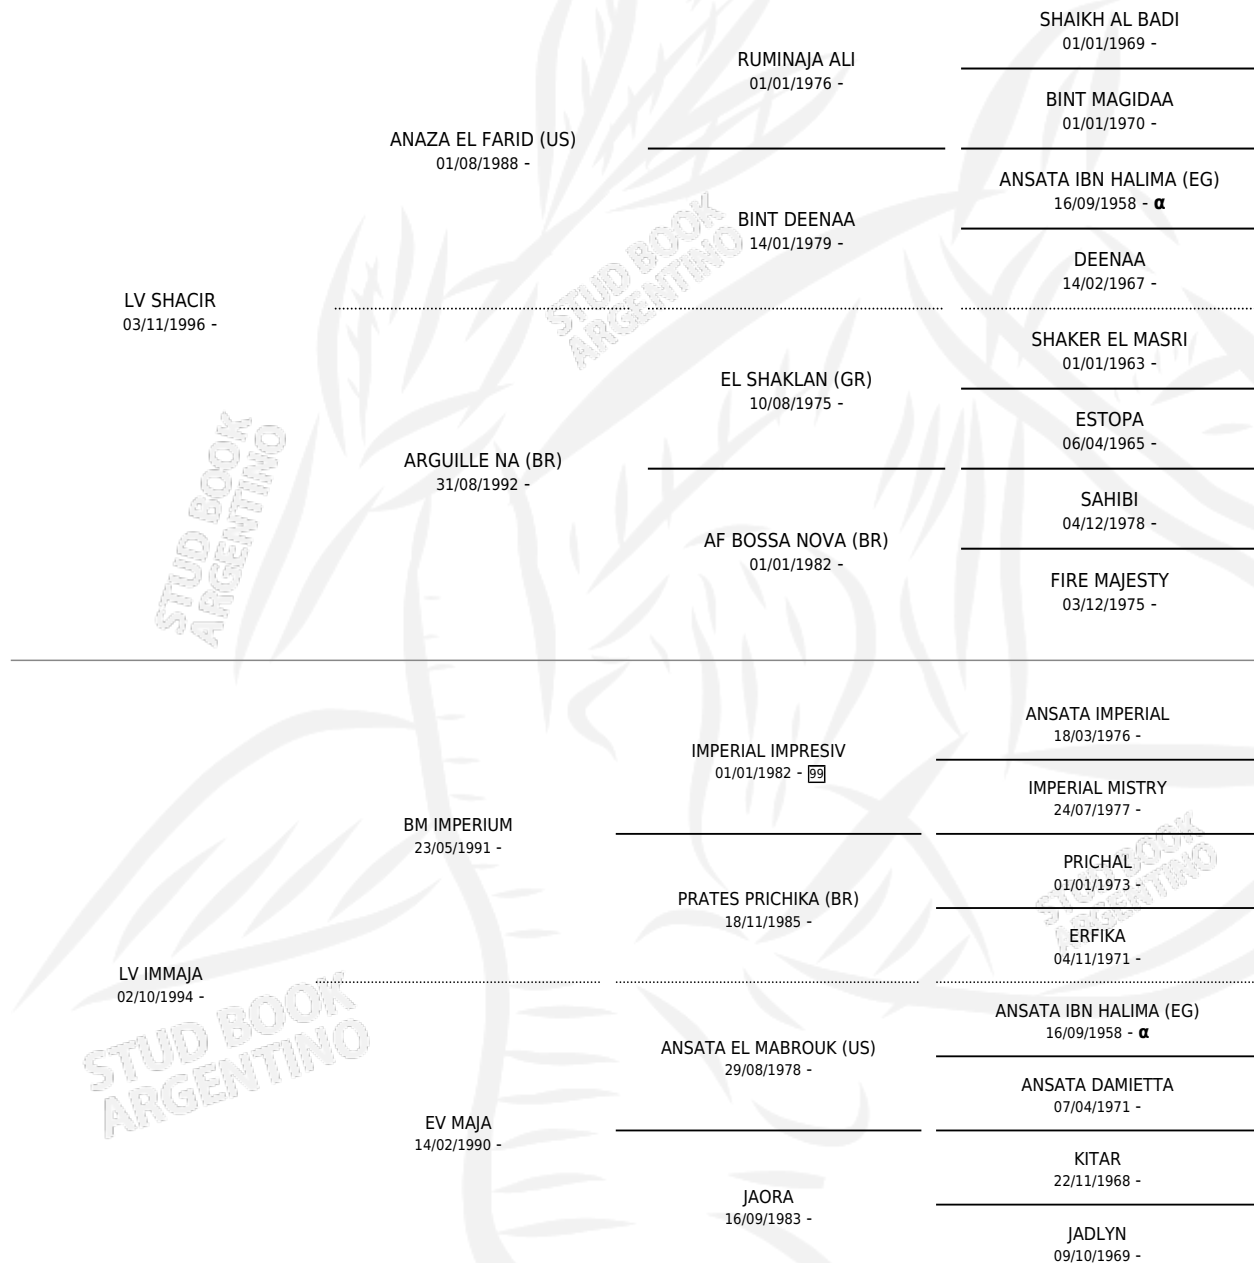 SHAIKH AL BADI
01/01/1969 -
RUMINAJA ALI
01/01/1976 -
BINT MAGIDAA
01/01/1970 -
ANAZA EL FARID (US)
01/08/1988 -
ANSATA IBN HALIMA (EG)
16/09/1958 - α
BINT DEENAA
14/01/1979 -
DEENAA
14/02/1967 -
LV SHACIR
03/11/1996 -
SHAKER EL MASRI
01/01/1963 -
EL SHAKLAN (GR)
10/08/1975 -
ESTOPA
06/04/1965 -
ARGUILLE NA (BR)
31/08/1992 -
SAHIBI
04/12/1978 -
AF BOSSA NOVA (BR)
01/01/1982 -
FIRE MAJESTY
03/12/1975 -
STUD BOOK
ARGENTINO
STUD BOOK
ARGENTINO
ANSATA IMPERIAL
18/03/1976 -
IMPERIAL IMPRESIV
01/01/1982 - 99
IMPERIAL MISTRY
24/07/1977 -
BM IMPERIUM
23/05/1991 -
PRICHAL
01/01/1973 -
PRATES PRICHIKA (BR)
18/11/1985 -
ERFIKA
04/11/1971 -
STUD BOOK
ARGENTINO
LV IMMAJA
02/10/1994 -
ANSATA IBN HALIMA (EG)
16/09/1958 - α
ANSATA EL MABROUK (US)
29/08/1978 -
ANSATA DAMIETTA
07/04/1971 -
STUD BOOK
ARGENTINO
EV MAJA
14/02/1990 -
KITAR
22/11/1968 -
JAORA
16/09/1983 -
JADLYN
09/10/1969 -